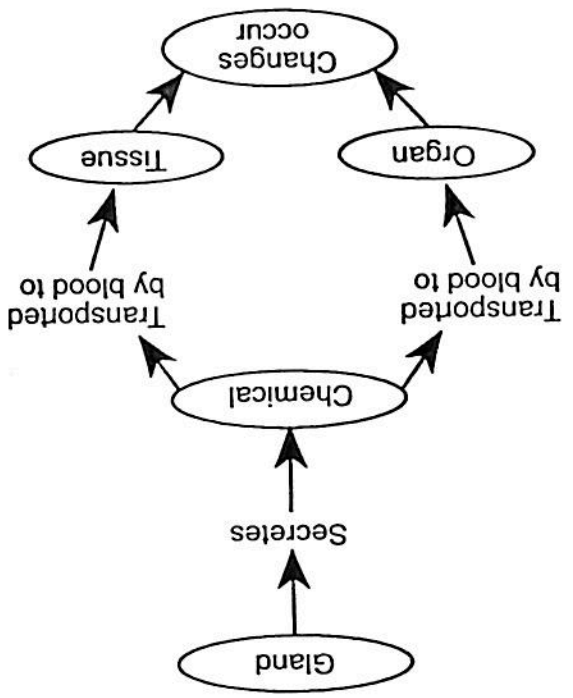 Gland
Secretes
Chemical
Transported
by blood to
Transported
by blood to
Organ
Tissue
Changes
occur